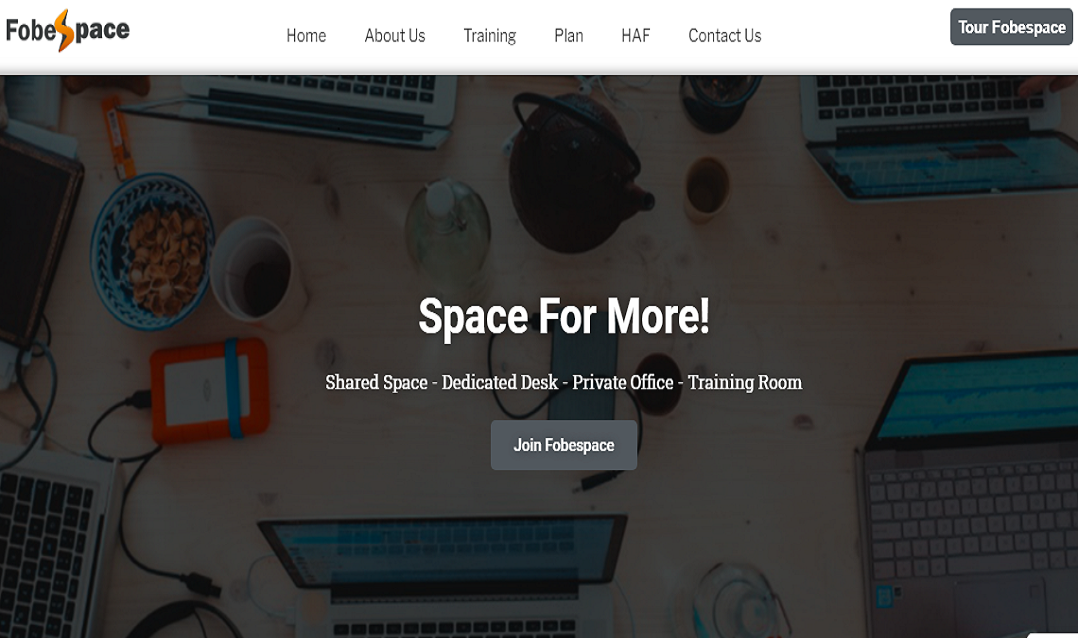 FobeSpace
Home About Us Training Plan HAF Contact Us
Tour Fobespace
Space For More!
Shared Space - Dedicated Desk - Private Office - Training Room
Join Fobespace